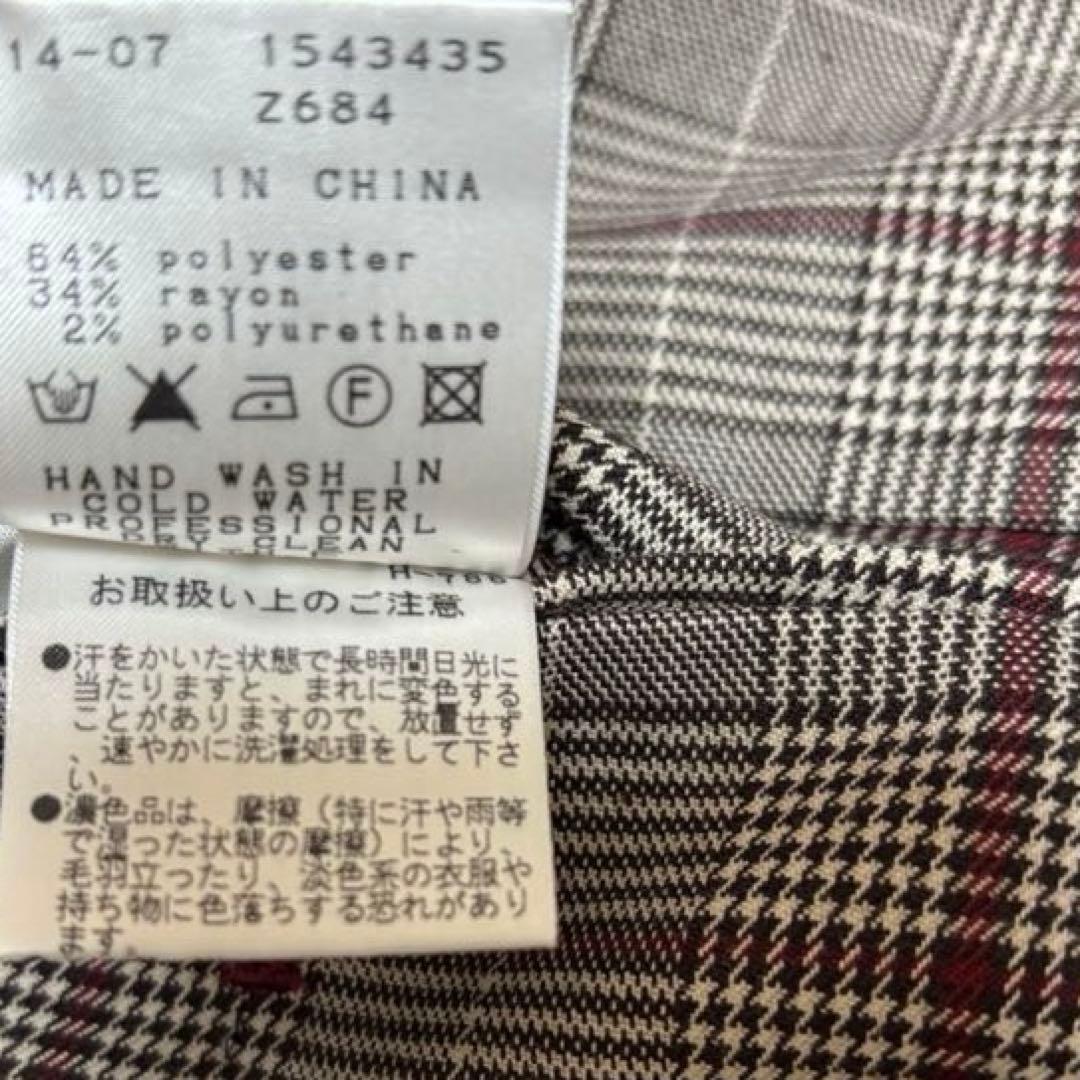 14-07 1543435
Z684
MADE IN CHINA
64% polyester
34% rayon
2% polyurethane
F
HAND WASH IN
COLD WATER
PROFESSIONAL
DRY CLEAN
お取扱い上のご注意
●汗をかいた状態で長時間日光に
当たりますと、まれに変色する
ことがありますので、放置せず
、速やかに洗濯処理をして下さ
い。
●濃色品は、摩擦（特に汗や雨等
で湿った状態の摩擦）により、
毛羽立ったり、淡色系の衣服や
持ち物に色落ちする恐れがあり
ます。